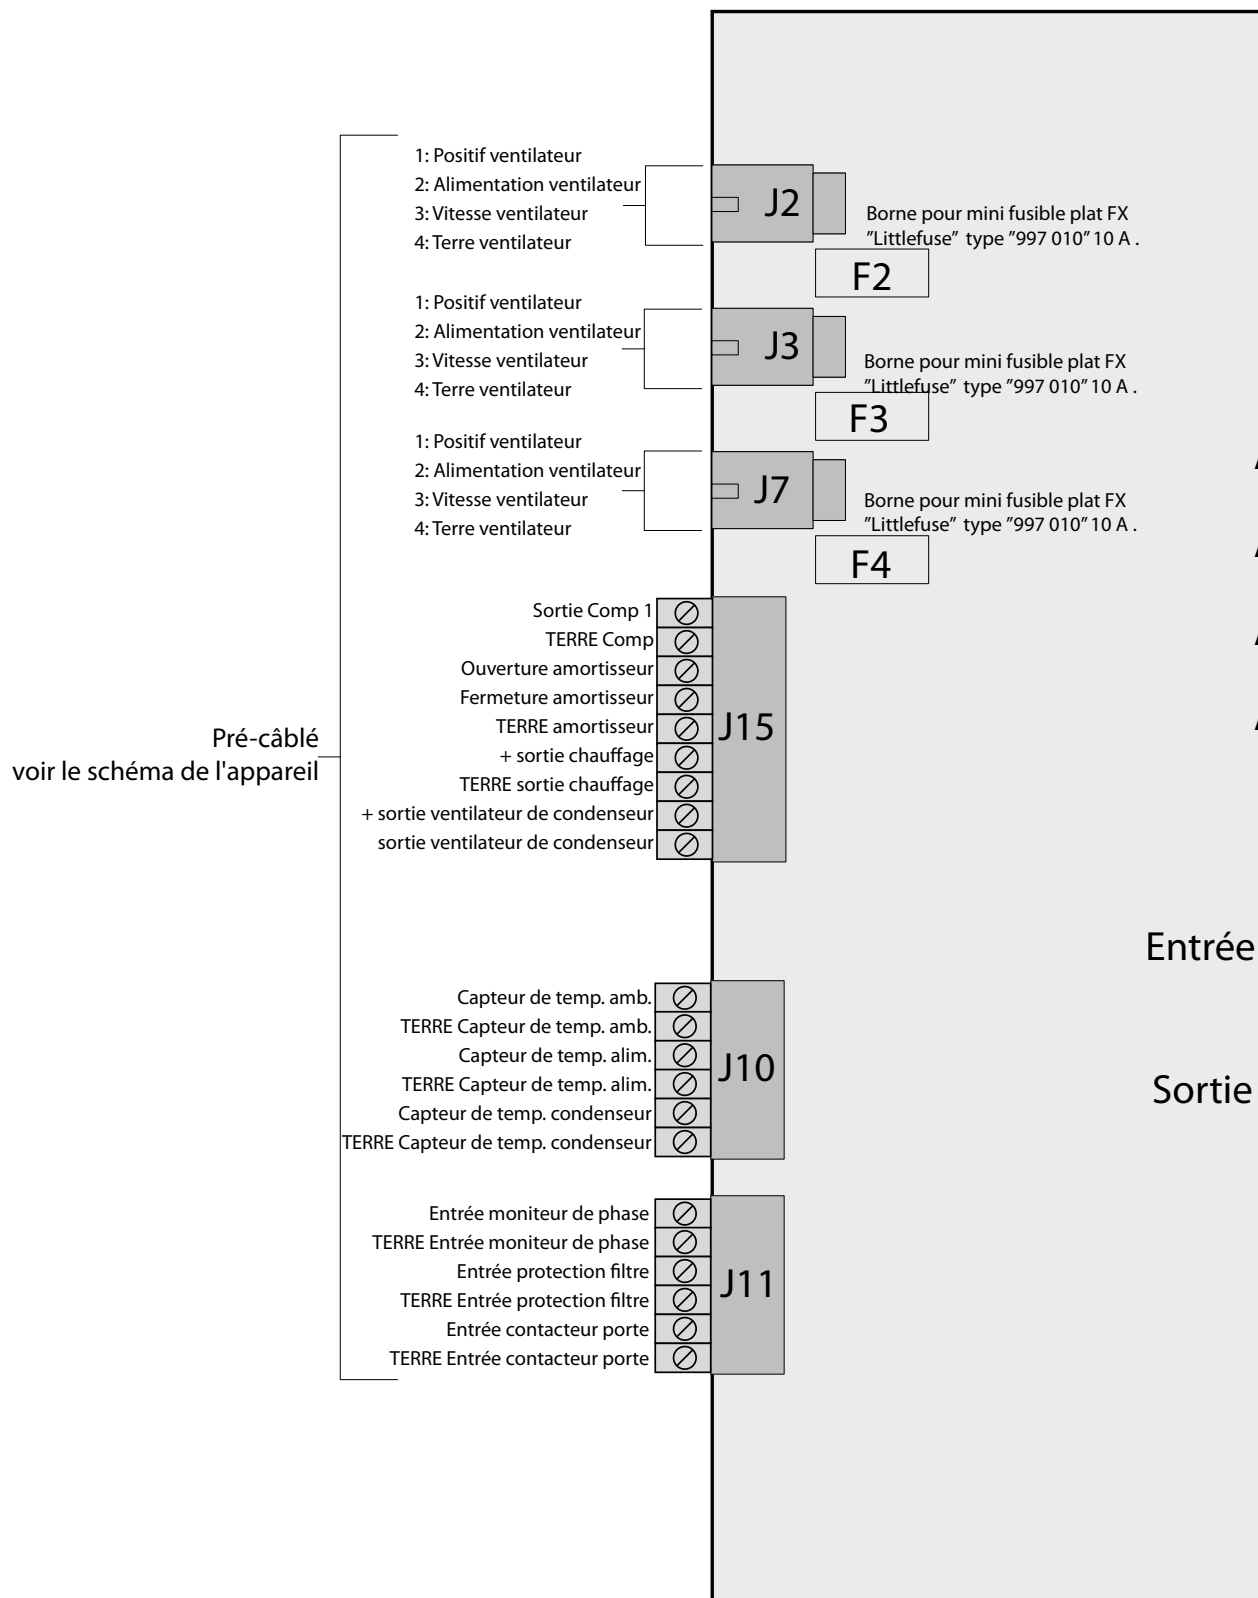 1: Positif ventilateur
2: Alimentation ventilateur
3: Vitesse ventilateur
4: Terre ventilateur
J2
Borne pour mini fusible plat FX
"Littlefuse" type "997 010" 10 A .
F2
1: Positif ventilateur
2: Alimentation ventilateur
3: Vitesse ventilateur
4: Terre ventilateur
J3
Borne pour mini fusible plat FX
"Littlefuse" type "997 010" 10 A .
F3
1: Positif ventilateur
2: Alimentation ventilateur
3: Vitesse ventilateur
4: Terre ventilateur
J7
Borne pour mini fusible plat FX
"Littlefuse" type "997 010" 10 A .
F4
Sortie Comp 1
TERRE Comp
Ouverture amortisseur
Fermeture amortisseur
TERRE amortisseur
+ sortie chauffage
TERRE sortie chauffage
+ sortie ventilateur de condenseur
sortie ventilateur de condenseur
J15
Pré-câblé
voir le schéma de l'appareil
Entrée
Capteur de temp. amb.
TERRE Capteur de temp. amb.
Capteur de temp. alim.
TERRE Capteur de temp. alim.
Capteur de temp. condenseur
TERRE Capteur de temp. condenseur
J10
Sortie
Entrée moniteur de phase
TERRE Entrée moniteur de phase
Entrée protection filtre
TERRE Entrée protection filtre
Entrée contacteur porte
TERRE Entrée contacteur porte
J11